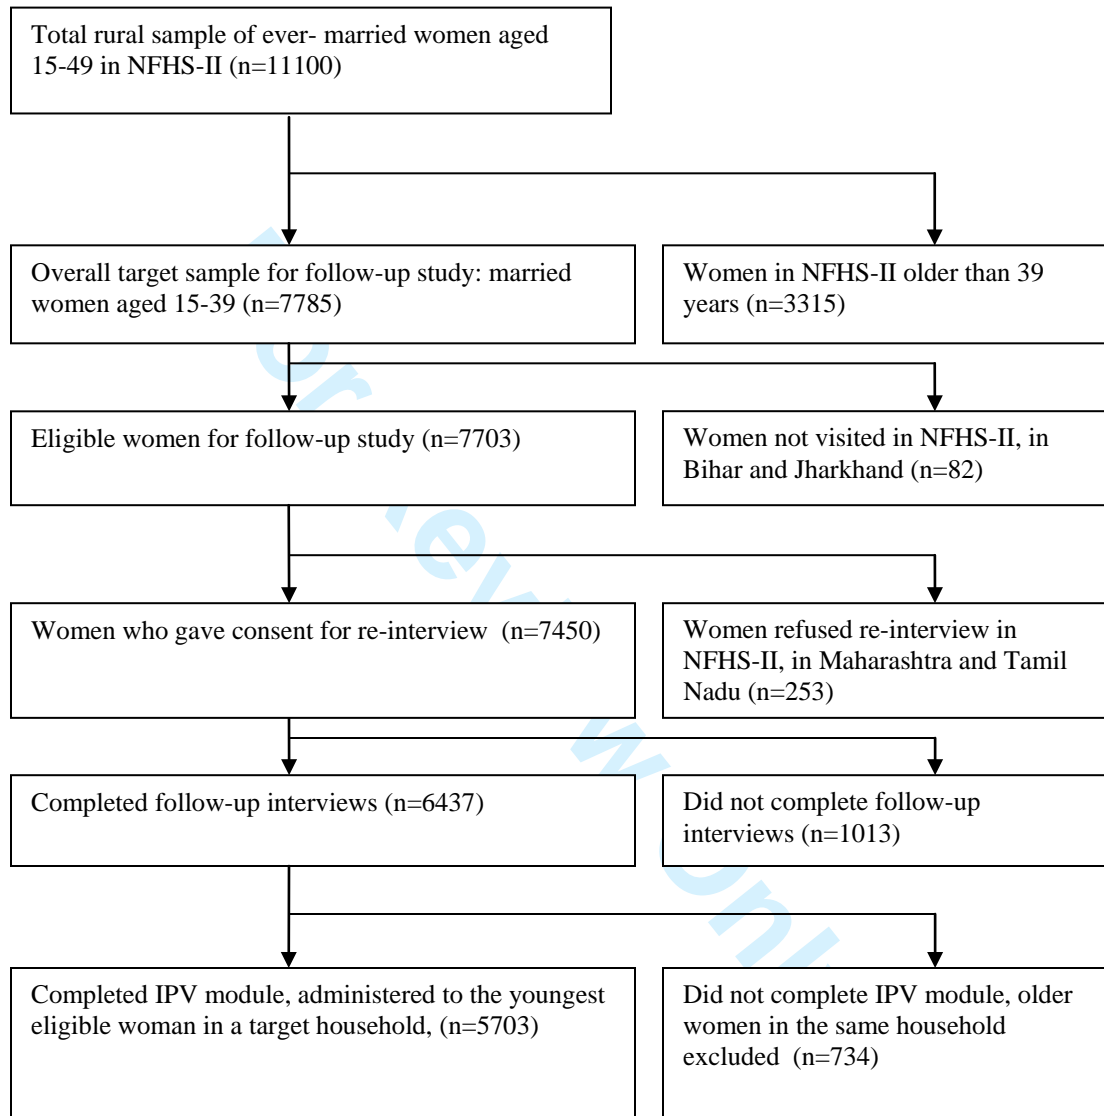 Total rural sample of ever- married women aged
15-49 in NFHS-II (n=11100)
Overall target sample for follow-up study: married
women aged 15-39 (n=7785)
Women in NFHS-II older than 39
years (n=3315)
Eligible women for follow-up study (n=7703)
Women not visited in NFHS-II, in
Bihar and Jharkhand (n=82)
Women who gave consent for re-interview  (n=7450)
Women refused re-interview in
NFHS-II, in Maharashtra and Tamil
Nadu (n=253)
Completed follow-up interviews (n=6437)
Did not complete follow-up
interviews (n=1013)
Completed IPV module, administered to the youngest
eligible woman in a target household, (n=5703)
Did not complete IPV module, older
women in the same household
excluded  (n=734)